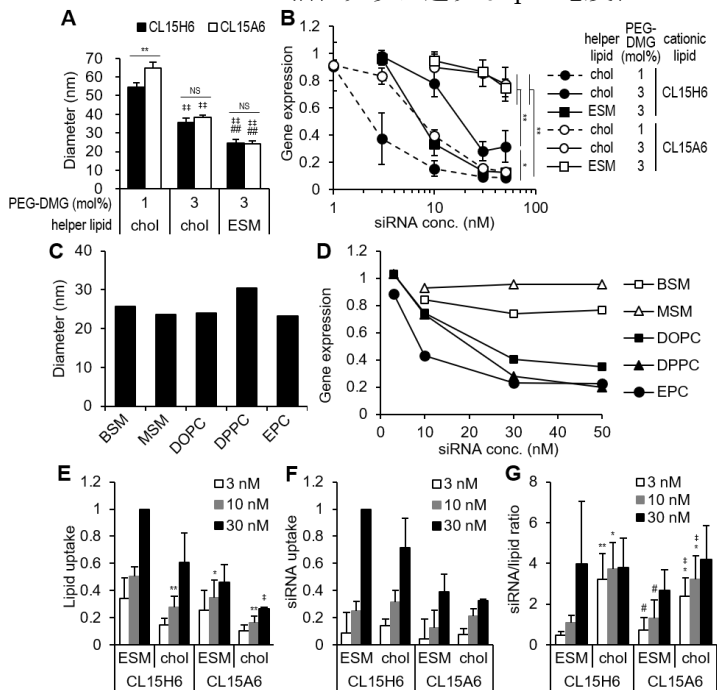 A
■CL15H6 □CL15A6
Diameter (nm)
70
60
50
40
30
20
10
0
**
NS
NS
‡‡ ‡‡
‡‡ ‡‡
## ##
PEG-DMG (mol%) 1 3 3
helper lipid chol chol ESM
B
Gene expression
1
0.8
0.6
0.4
0.2
0
1 10 100
siRNA conc. (nM)
**
*
**
helper lipid PEG-DMG (mol%) cationic lipid
chol 1
chol 3 CL15H6
ESM 3
chol 1
chol 3 CL15A6
ESM 3
C
Diameter (nm)
40
30
20
10
0
BSM MSM DOPC DPPC EPC
D
Gene expression
1.2
1
0.8
0.6
0.4
0.2
0
0 10 20 30 40 50
siRNA conc. (nM)
BSM
MSM
DOPC
DPPC
EPC
E
□ 3 nM
■ 10 nM
■ 30 nM
Lipid uptake
1.2
1
0.8
0.6
0.4
0.2
0
** * ** ‡
ESM chol ESM chol
CL15H6 CL15A6
F
□ 3 nM
■ 10 nM
■ 30 nM
siRNA uptake
1.2
1
0.8
0.6
0.4
0.2
0
ESM chol ESM chol
CL15H6 CL15A6
G
□ 3 nM
■ 10 nM
■ 30 nM
siRNA/lipid ratio
8
6
4
2
0
** * # # ‡ * ‡ *
ESM chol ESM chol
CL15H6 CL15A6